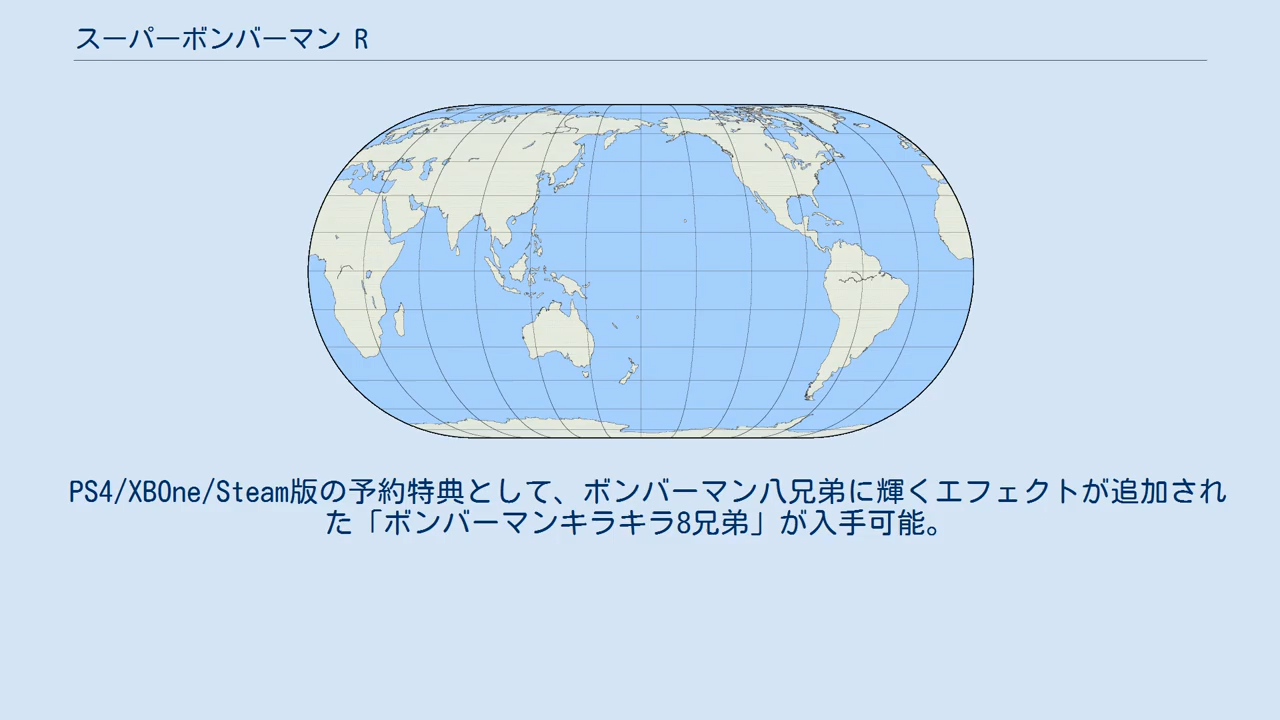 スーパーボンバーマン R
PS4/XBOne/Steam版の予約特典として、ボンバーマン八兄弟に輝くエフェクトが追加され
た「ボンバーマンキラキラ8兄弟」が入手可能。